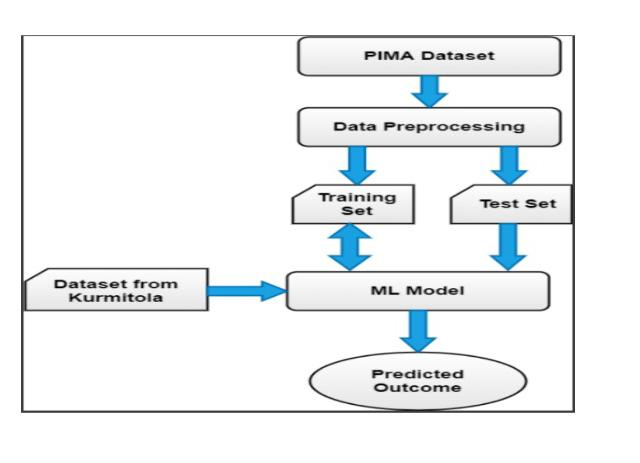 PIMA Dataset
Data Preprocessing
Training
Set
Test Set
Dataset from
Kurmitola
ML Model
Predicted
Outcome